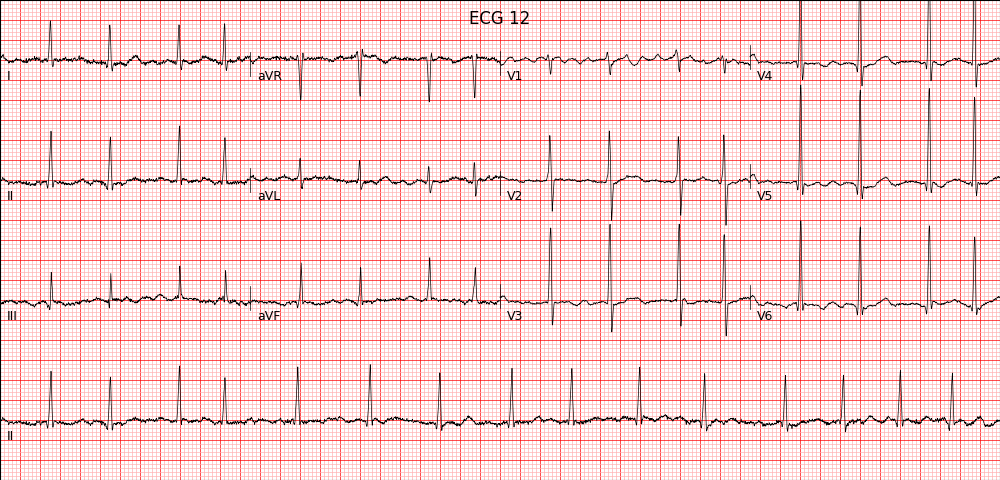 ECG 12
I aVR V1 V4
II aVL V2 V5
III aVF V3 V6
II